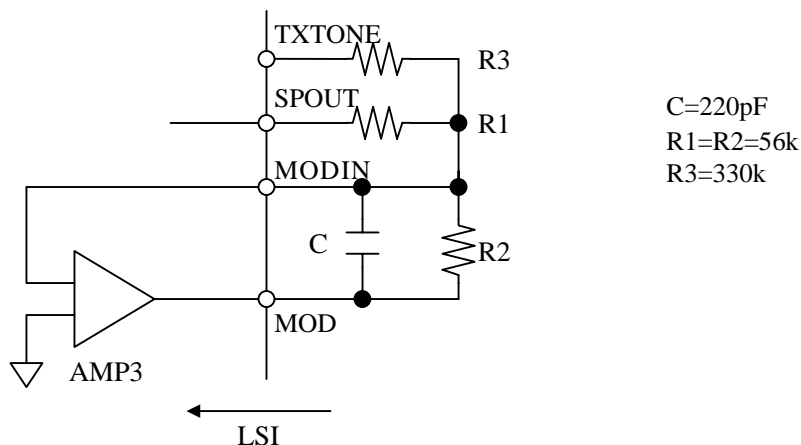 TXTONE
R3
SPOUT
R1
MODIN
C
R2
MOD
AMP3
LSI
C=220pF
R1=R2=56k
R3=330k